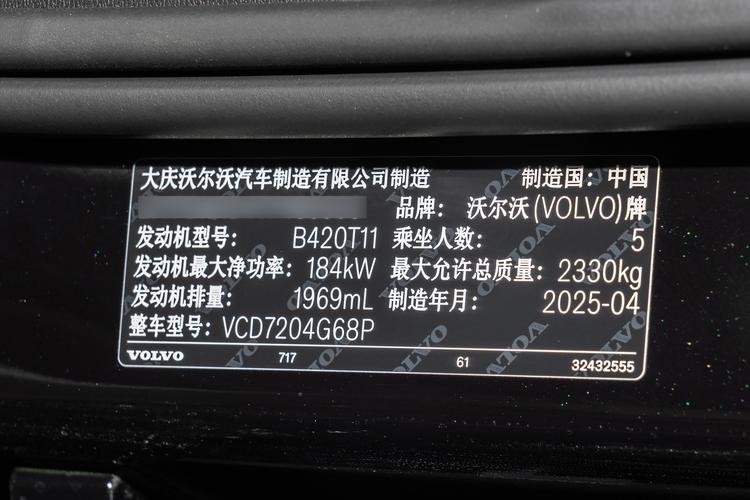 大庆沃尔沃汽车制造有限公司制造 制造国：中国
品牌：沃尔沃(VOLVO)牌
发动机型号：B420T11 乘坐人数：5
发动机最大净功率：184kW 最大允许总质量：2330kg
发动机排量：1969mL 制造年月：2025-04
整车型号：VCD7204G68P
VOLVO 717 61 32432555